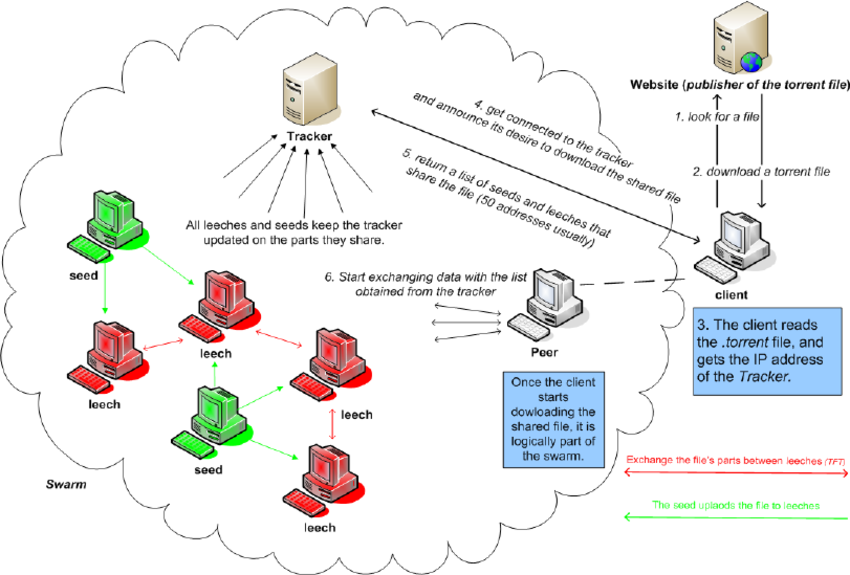 Website (publisher of the torrent file)
1. look for a file
2. download a torrent file
client
3. The client reads
the .torrent file, and
gets the IP address
of the Tracker.
4. get connected to the tracker
and announce its desire to download the shared file
5. return a list of seeds and leeches that
share the file (50 addresses usually)
Tracker
All leeches and seeds keep the tracker
updated on the parts they share.
6. Start exchanging data with the list
obtained from the tracker
Peer
Once the client
starts
dowloading the
shared file, it is
logically part of
the swarm.
seed
leech
leech
leech
seed
leech
Swarm
Exchange the file's parts between leeches (TFT)
The seed uplaods the file to leeches